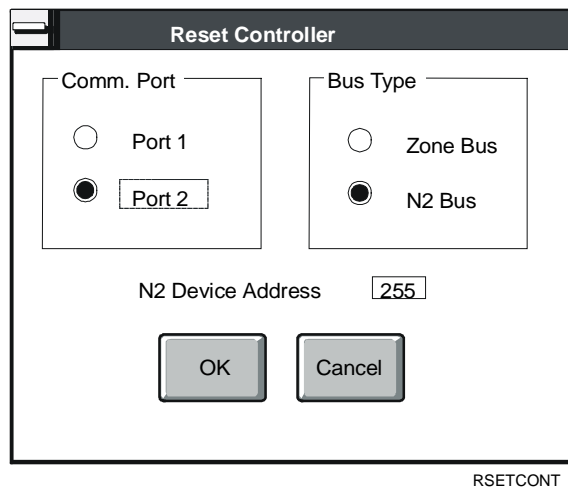 Reset Controller
Comm. Port
Bus Type
Port 1
Zone Bus
Port 2
N2 Bus
N2 Device Address 255
OK
Cancel
RSETCONT